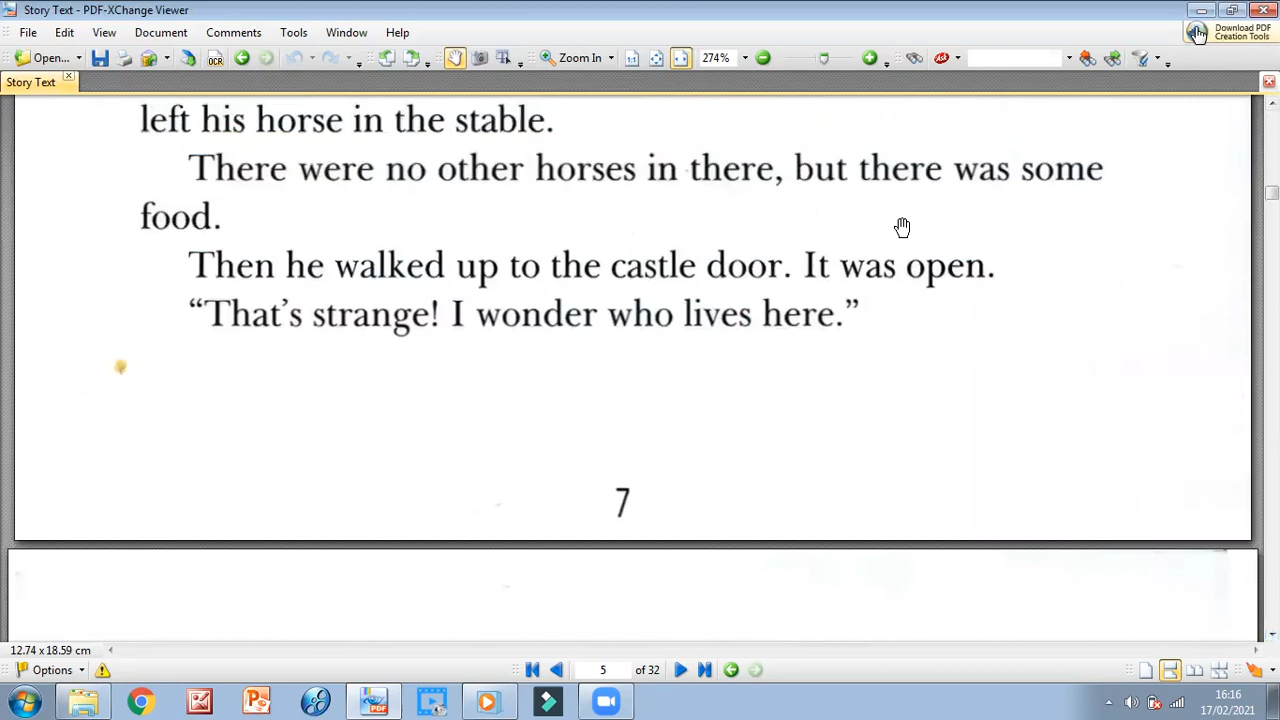 Story Text - PDF-XChange Viewer
File Edit View Document Comments Tools Window Help
Download PDF
Creation Tools
Open... OCR Zoom In 274%
Story Text
left his horse in the stable.
There were no other horses in there, but there was some
food.
Then he walked up to the castle door. It was open.
“That’s strange! I wonder who lives here.”
7
12.74 x 18.59 cm
Options 5 of 32
16:16
17/02/2021